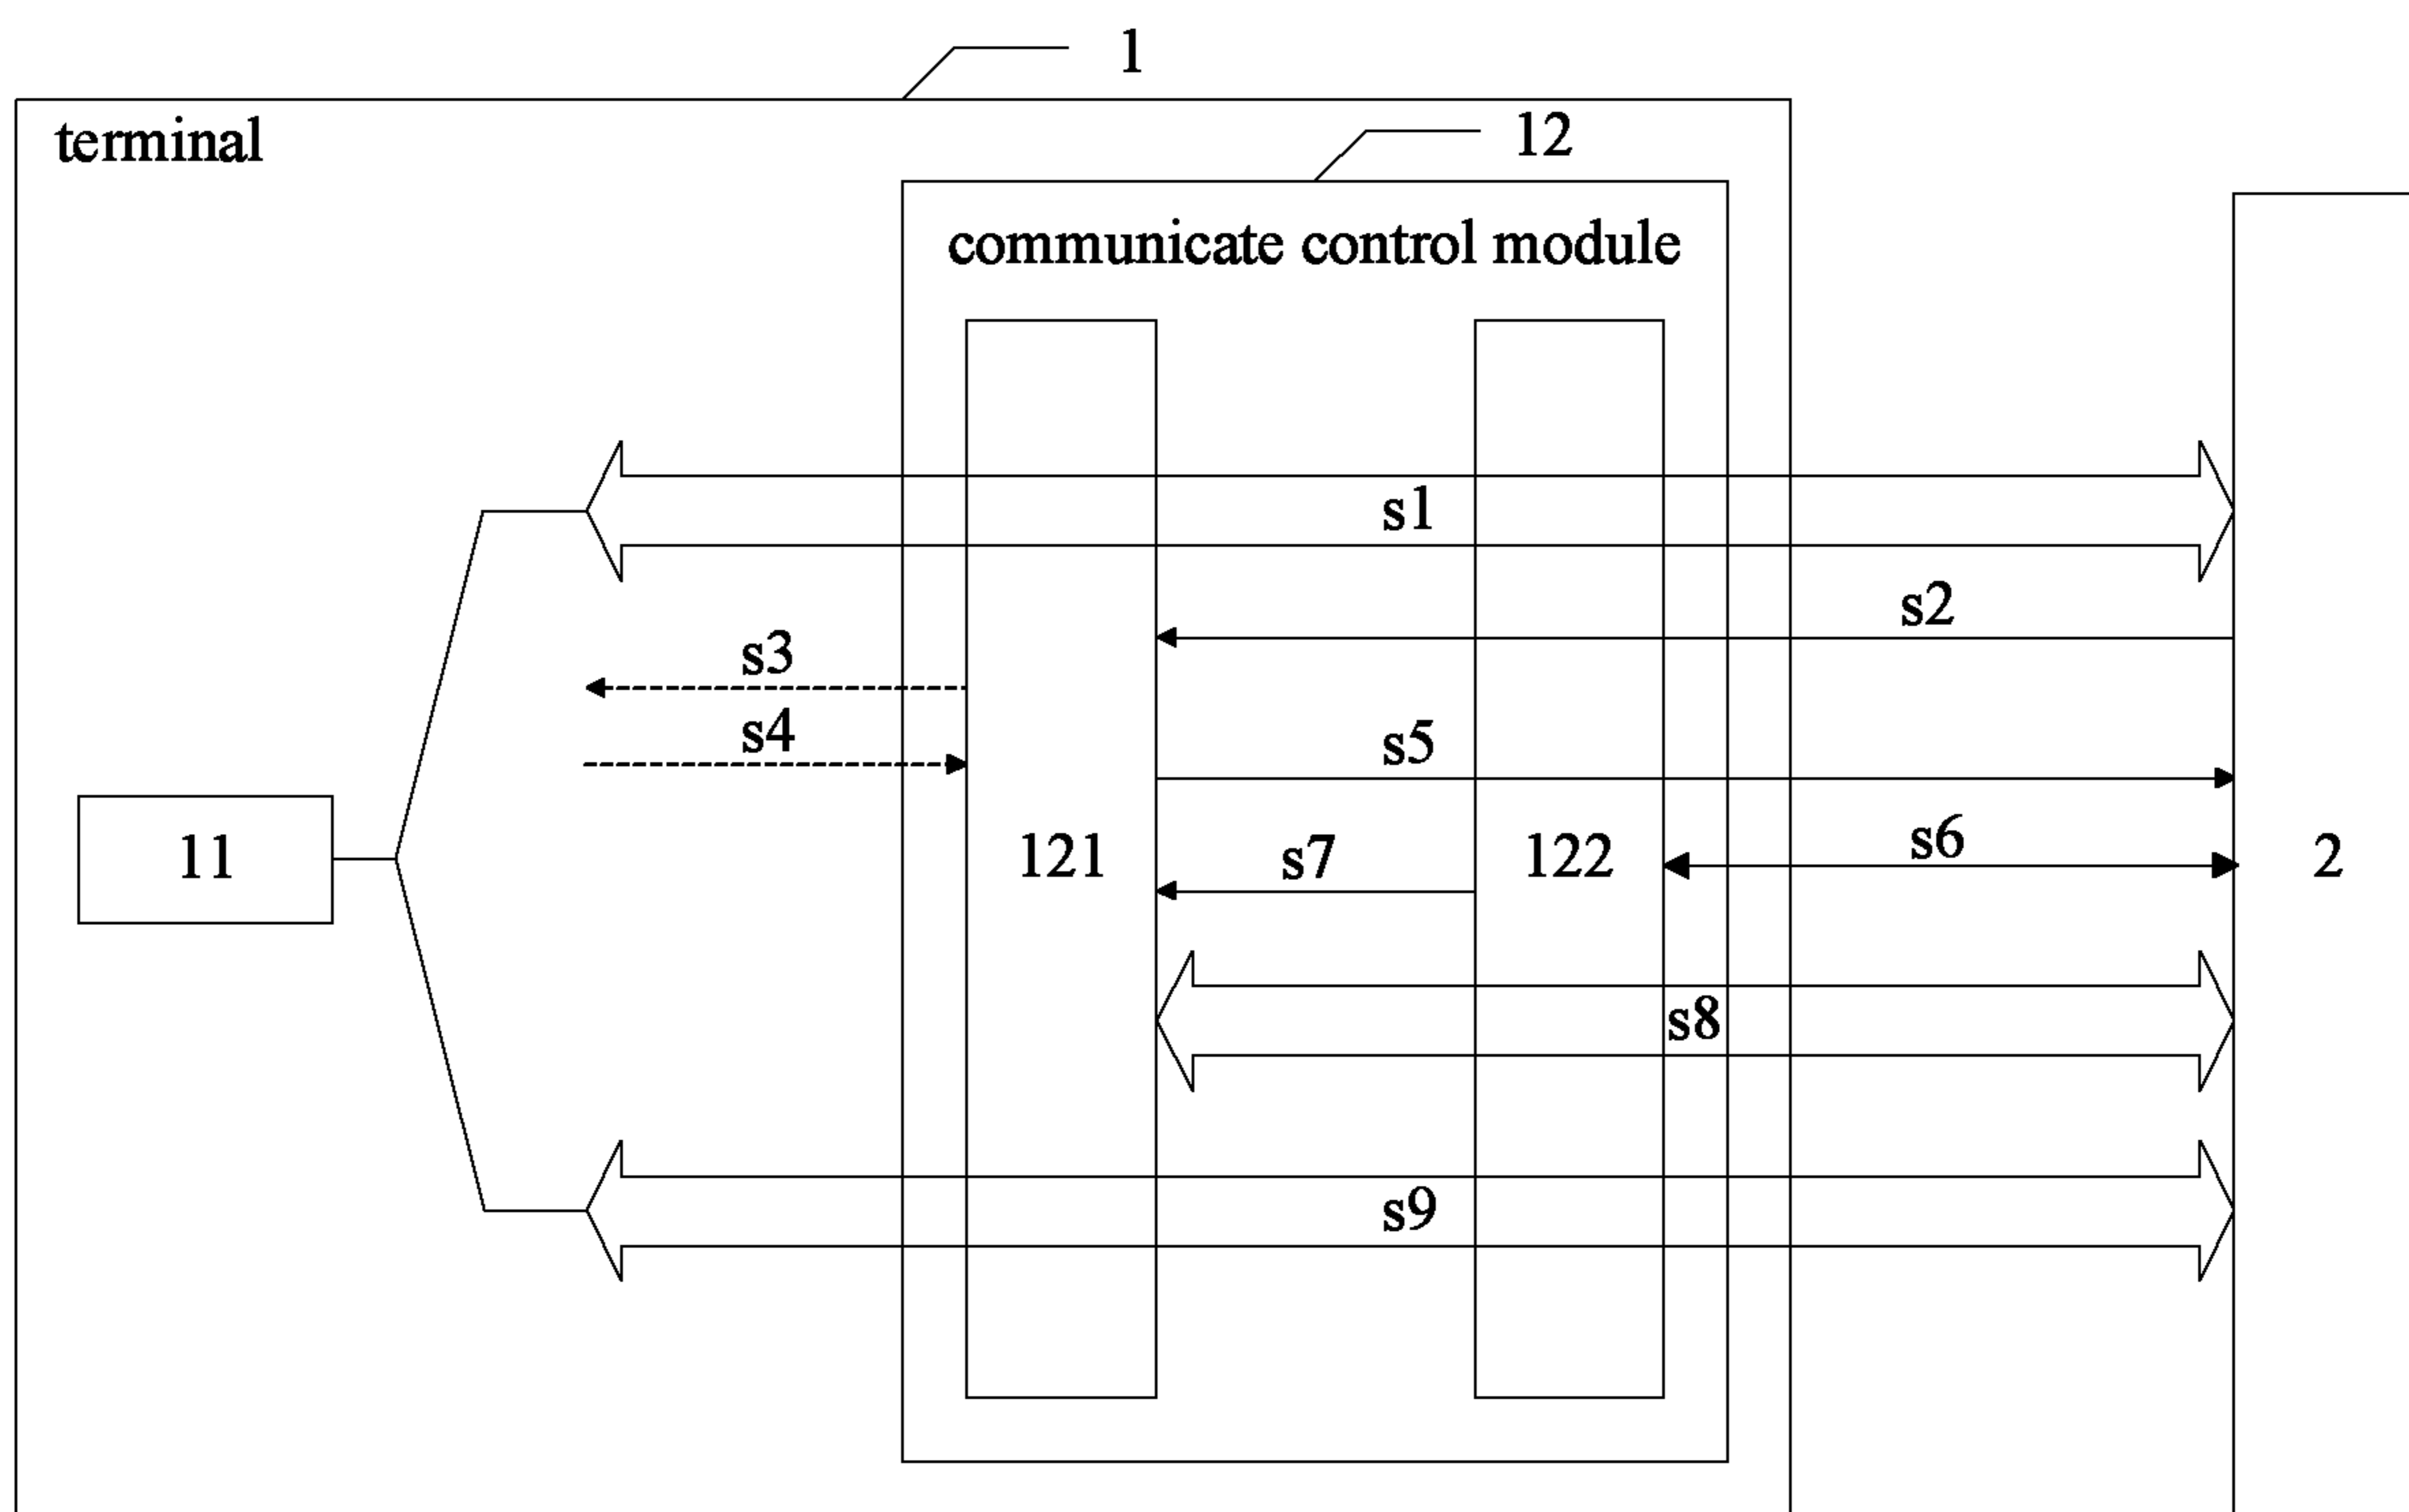 1
terminal
12
communicate control module
s1
s2
s3
s4
s5
11
121
s7
122
s6
2
s8
s9